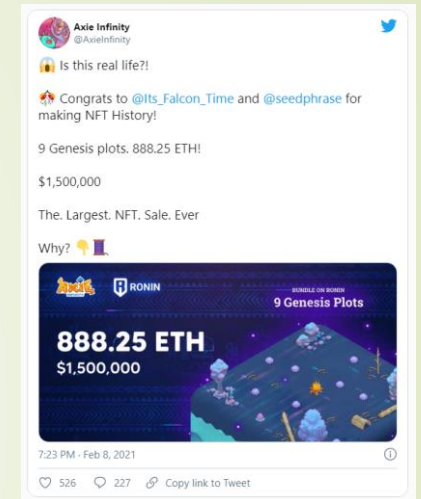 Axie Infinity
@AxieInfinity
😱 Is this real life?!
🎊 Congrats to @Its_Falcon_Time and @seedphrase for
making NFT History!
9 Genesis plots. 888.25 ETH!
$1,500,000
The. Largest. NFT. Sale. Ever
Why? 👇🧵
AXIE
RONIN
BUNDLE ON RONIN
9 Genesis Plots
888.25 ETH
$1,500,000
7:23 PM · Feb 8, 2021
526 227 Copy link to Tweet